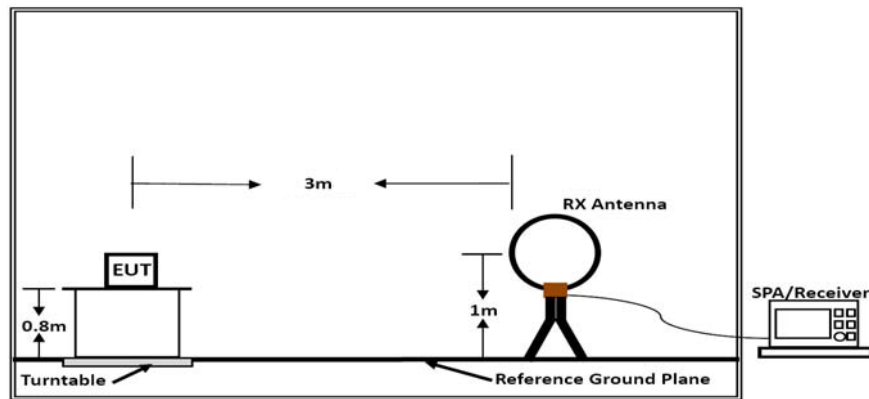 3m
RX Antenna
EUT
SPA/Receiver
0.8m
1m
Turntable
Reference Ground Plane